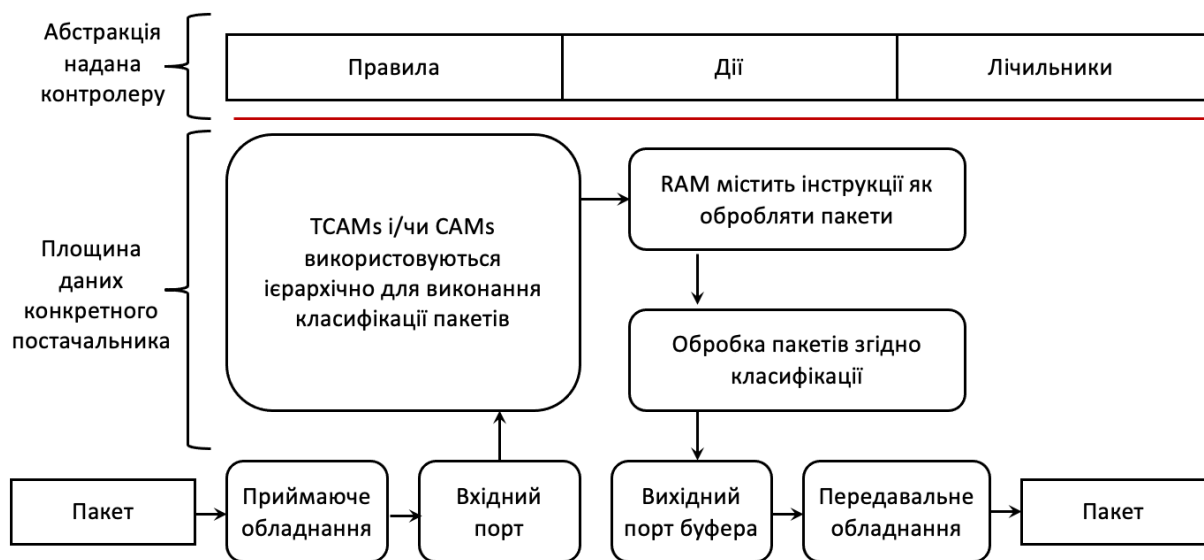 Абстракція
надана
контролеру
Правила
Дії
Лічильники
Площина
даних
конкретного
постачальника
TCAMs і/чи CAMs
використовуються
ієрархічно для виконання
класифікації пакетів
RAM містить інструкції як
обробляти пакети
Обробка пакетів згідно
класифікації
Пакет
Приймаюче
обладнання
Вхідний
порт
Вихідний
порт буфера
Передавальне
обладнання
Пакет